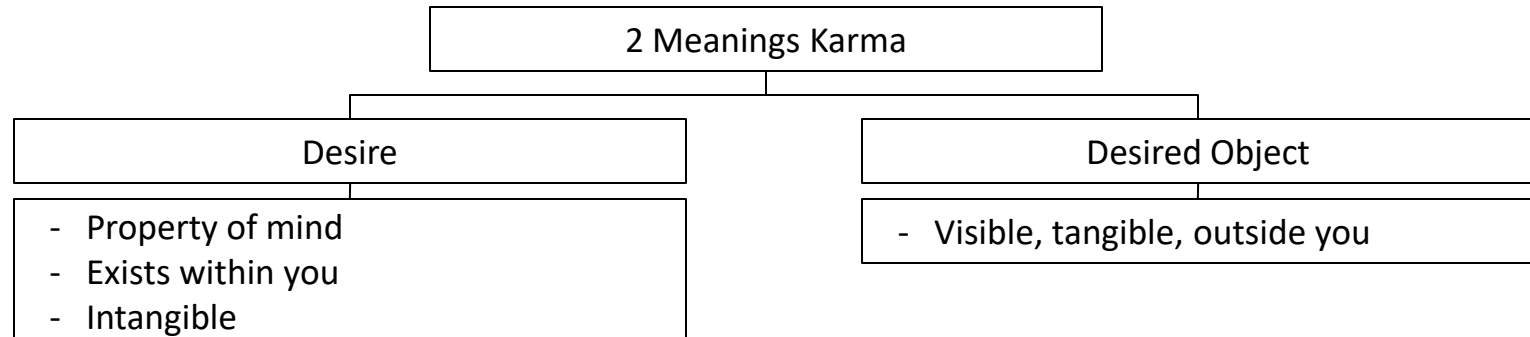 2 Meanings Karma
Desire
- Property of mind
- Exists within you
- Intangible
Desired Object
- Visible, tangible, outside you